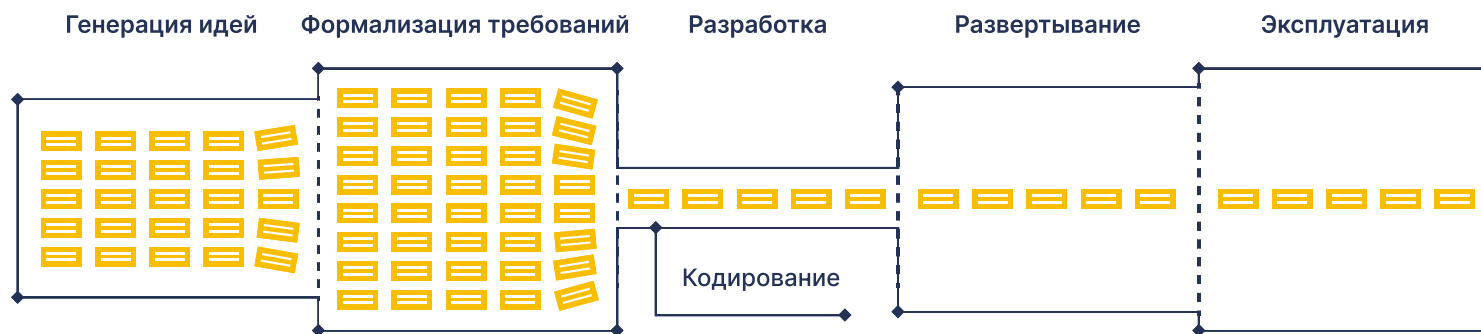 Генерация идей
Формализация требований
Разработка
Развертывание
Эксплуатация
Кодирование